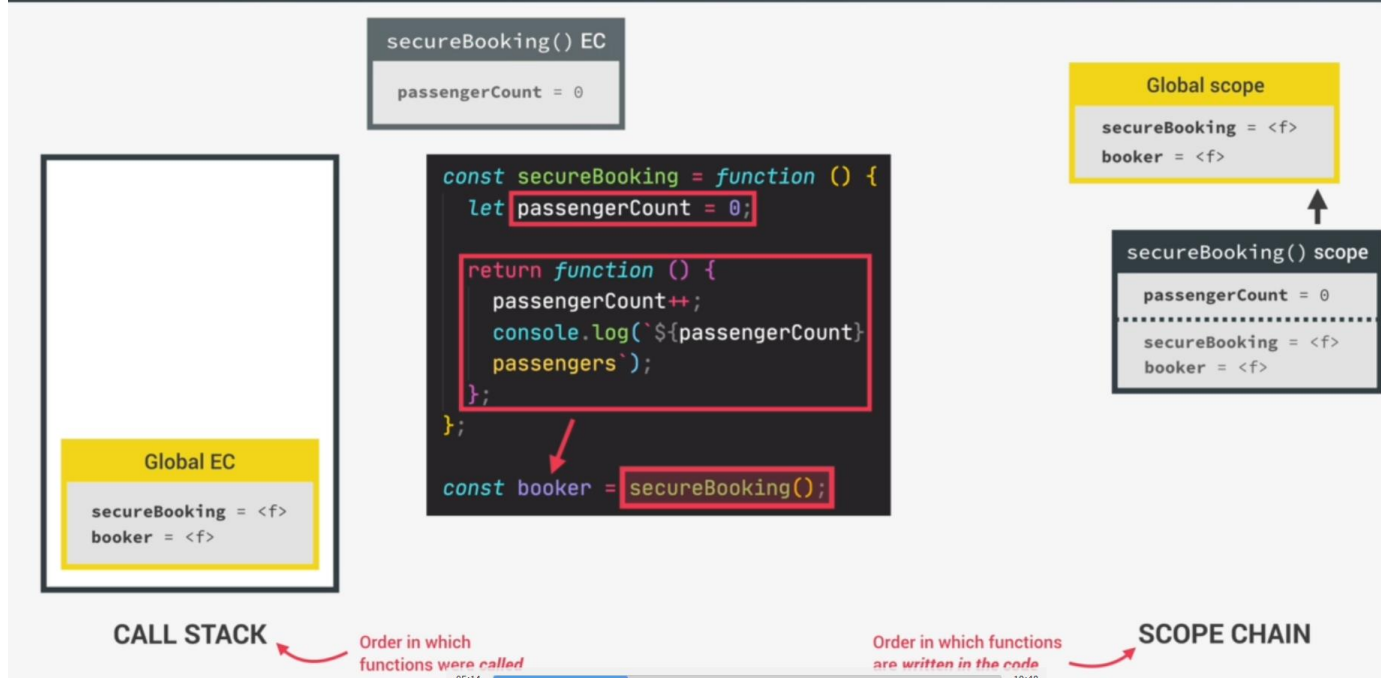 secureBooking() EC
passengerCount = 0
Global scope
secureBooking = <f>
booker = <f>
secureBooking() scope
passengerCount = 0
secureBooking = <f>
booker = <f>
const secureBooking = function () {
let passengerCount = 0;
return function () {
passengerCount++;
console.log(`${passengerCount}
passengers`);
};
};
const booker = secureBooking();
Global EC
secureBooking = <f>
booker = <f>
CALL STACK
Order in which
functions were called
Order in which functions
are written in the code
SCOPE CHAIN